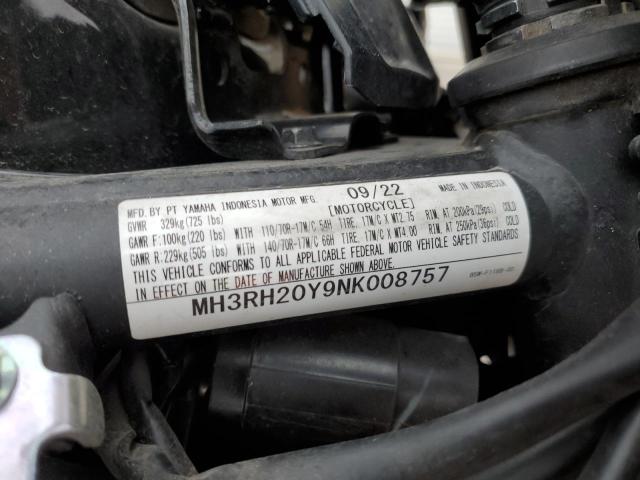 MFD. BY PT YAMAHA INDONESIA MOTOR MFG. 09/22 MADE IN INDONESIA
GVWR 329kg (725 lbs) [MOTORCYCLE]
GAWR F:100kg (220 lbs) WITH 110/70R-17M/C 54H TIRE, 17M/C X MT2.75 RIM, AT 200kPa (29psi) COLD
GAWR R:229kg (505 lbs) WITH 140/70R-17M/C 66H TIRE, 17M/C X MT4.00 RIM, AT 250kPa (36psi) COLD
THIS VEHICLE CONFORMS TO ALL APPLICABLE FEDERAL MOTOR VEHICLE SAFETY STANDARDS
IN EFFECT ON THE DATE OF MANUFACTURE SHOWN ABOVE.
MH3RH20Y9NK008757